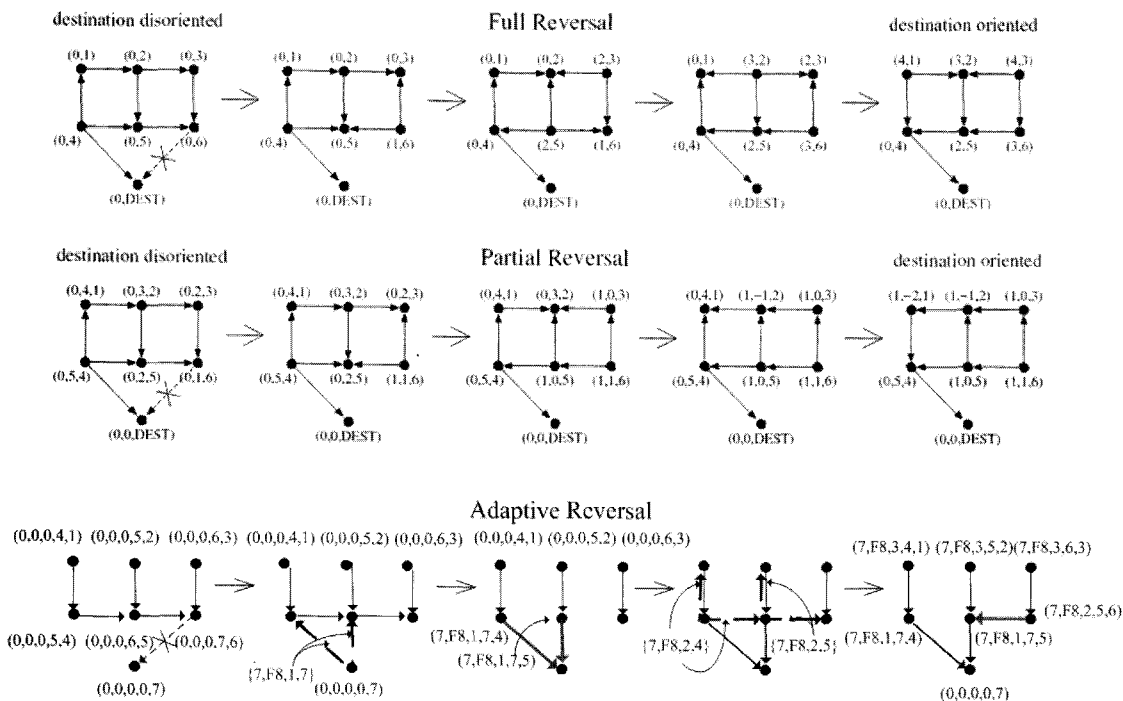 Full Reversal
destination disoriented
destination oriented
(0,1) (0,2) (0,3)
(0,1) (0,2) (0,3)
(0,1) (0,2) (2,3)
(0,1) (3,2) (2,3)
(4,1) (3,2) (4,3)
(0,4) (0,5) (0,6)
(0,4) (0,5) (1,6)
(0,4) (2,5) (1,6)
(0,4) (2,5) (3,6)
(0,4) (2,5) (3,6)
(0,DEST)
(0,DEST)
(0,DEST)
(0,DEST)
(0,DEST)
Partial Reversal
destination disoriented
destination oriented
(0,4,1) (0,3,2) (0,2,3)
(0,4,1) (0,3,2) (0,2,3)
(0,4,1) (0,3,2) (1,0,3)
(0,4,1) (1,-1,2) (1,0,3)
(1,-2,1) (1,-1,2) (1,0,3)
(0,5,4) (0,2,5) (0,1,6)
(0,5,4) (0,2,5) (1,1,6)
(0,5,4) (1,0,5) (1,1,6)
(0,5,4) (1,0,5) (1,1,6)
(0,5,4) (1,0,5) (1,1,6)
(0,0,DEST)
(0,0,DEST)
(0,0,DEST)
(0,0,DEST)
(0,0,DEST)
Adaptive Reversal
(0,0,0,4,1) (0,0,0,5,2) (0,0,0,6,3)
(0,0,0,4,1) (0,0,0,5,2) (0,0,0,6,3)
(0,0,0,4,1) (0,0,0,5,2) (0,0,0,6,3)
(7,F8,3,4,1) (7,F8,3,5,2) (7,F8,3,6,3)
(0,0,0,5,4) (0,0,0,6,5) (0,0,0,7,6)
(0,0,0,0,7)
{7,F8,1,7}
(0,0,0,0,7)
(7,F8,1,7,4)
(7,F8,1,7,5)
{7,F8,2,4}
{7,F8,2,5}
(7,F8,2,5,6)
(7,F8,1,7,4)
(7,F8,1,7,5)
(0,0,0,0,7)